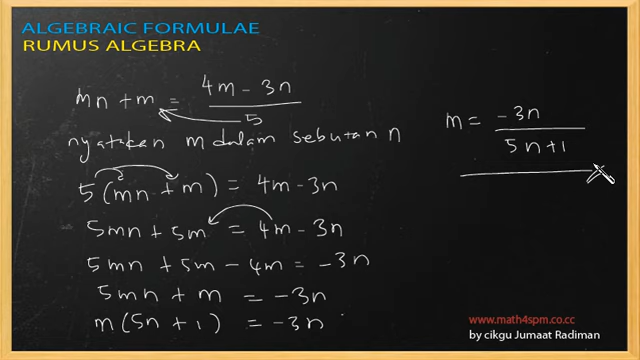 ALGEBRAIC FORMULAE
RUMUS ALGEBRA
mn + m = (4m - 3n)/5
nyatakan m dalam sebutan n
5(mn + m) = 4m - 3n
5mn + 5m = 4m - 3n
5mn + 5m - 4m = -3n
5mn + m = -3n
m(5n + 1) = -3n
m = -3n/(5n+1)
www.math4spm.co.cc
by cikgu Jumaat Radiman